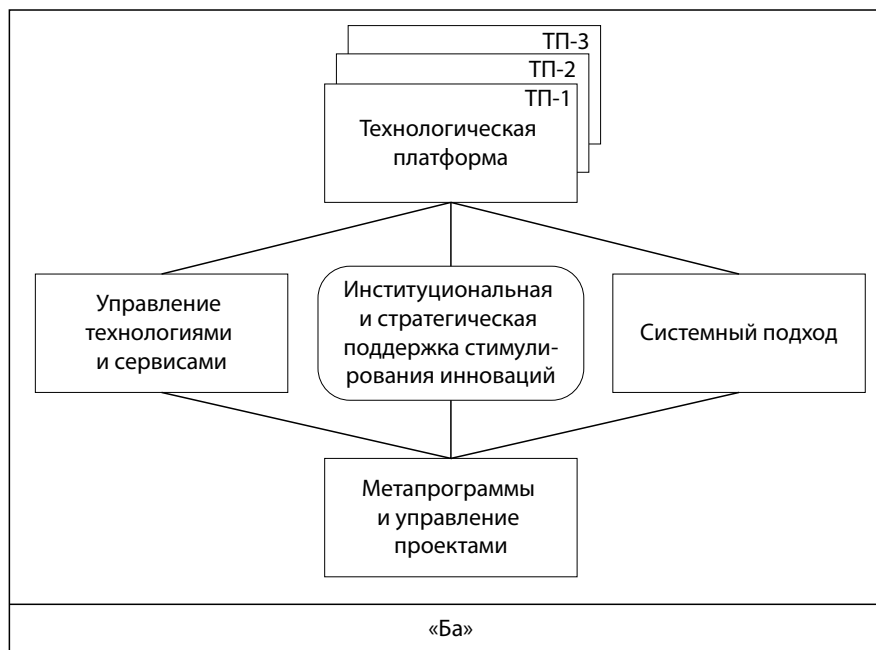 ТП-3
ТП-2
ТП-1
Технологическая
платформа
Управление
технологиями
и сервисами
Институциональная
и стратегическая
поддержка стимули-
рования инноваций
Системный подход
Метапрограммы
и управление
проектами
«Ба»